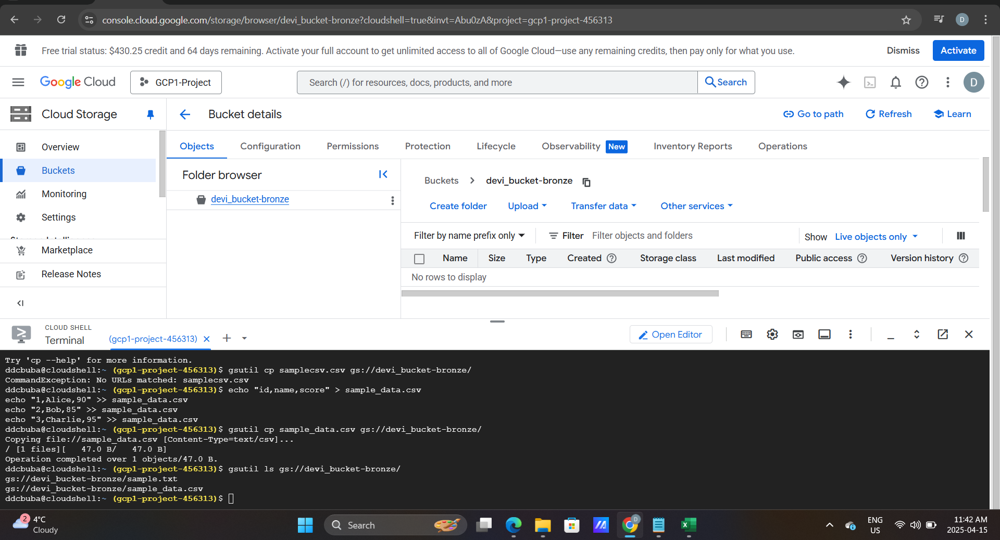 console.cloud.google.com/storage/browser/devi_bucket-bronze?cloudshell=true&invt=Abu0zA&project=gcp1-project-456313
D
Free trial status: $430.25 credit and 64 days remaining. Activate your full account to get unlimited access to all of Google Cloud—use any remaining credits, then pay only for what you use.
Dismiss
Activate
Google Cloud
GCP1-Project
Search (/) for resources, docs, products, and more
Search
D
Cloud Storage
Bucket details
Go to path
Refresh
Learn
Overview
Buckets
Monitoring
Settings
Marketplace
Release Notes
Objects
Configuration
Permissions
Protection
Lifecycle
Observability New
Inventory Reports
Operations
Folder browser
devi_bucket-bronze
Buckets > devi_bucket-bronze
Create folder
Upload
Transfer data
Other services
Filter by name prefix only
Filter
Filter objects and folders
Show Live objects only
Name Size Type Created Storage class Last modified Public access Version history
No rows to display
CLOUD SHELL
Terminal
(gcp1-project-456313)
Open Editor
Try 'cp --help' for more information.
ddcbuba@cloudshell:~ (gcp1-project-456313)$ gsutil cp samplecsv.csv gs://devi_bucket-bronze/
CommandException: No URLs matched: samplecsv.csv
ddcbuba@cloudshell:~ (gcp1-project-456313)$ echo "id,name,score" > sample_data.csv
echo "1,Alice,90" >> sample_data.csv
echo "2,Bob,85" >> sample_data.csv
echo "3,Charlie,95" >> sample_data.csv
ddcbuba@cloudshell:~ (gcp1-project-456313)$ gsutil cp sample_data.csv gs://devi_bucket-bronze/
Copying file://sample_data.csv [Content-Type=text/csv]...
/ [1 files][   47.0 B/   47.0 B]
Operation completed over 1 objects/47.0 B.
ddcbuba@cloudshell:~ (gcp1-project-456313)$ gsutil ls gs://devi_bucket-bronze/
gs://devi_bucket-bronze/sample.txt
gs://devi_bucket-bronze/sample_data.csv
ddcbuba@cloudshell:~ (gcp1-project-456313)$
2
4°C
Cloudy
Search
D
ENG
US
11:42 AM
2025-04-15